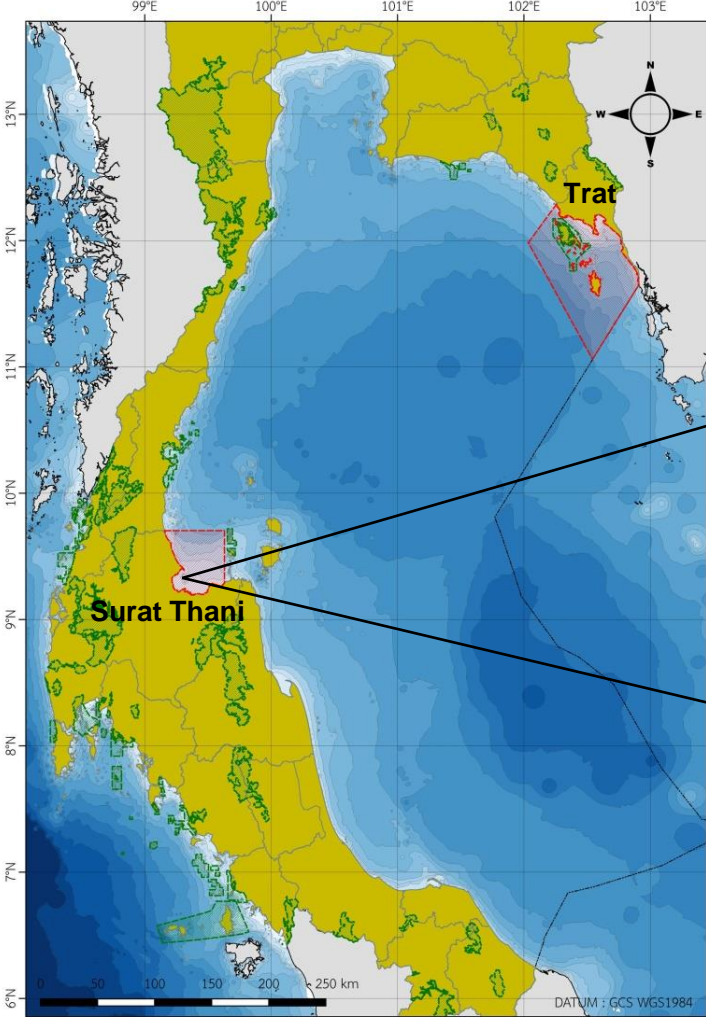 99°E 100°E 101°E 102°E 103°E
N
W E
S
13°N
Trat
12°N
11°N
10°N
Surat Thani
9°N
8°N
7°N
6°N
0 50 100 150 200 250 km
DATUM : GCS WGS1984